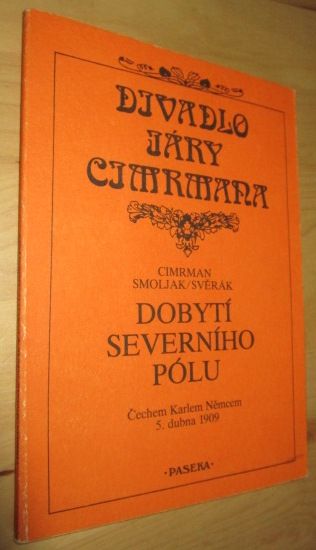 DIVADLO
JÁRY
CIMRMANA
CIMRMAN
SMOLJAK/SVĚRÁK
DOBYTÍ
SEVERNÍHO
PÓLU
Čechem Karlem Němcem
5. dubna 1909
·PASEKA·